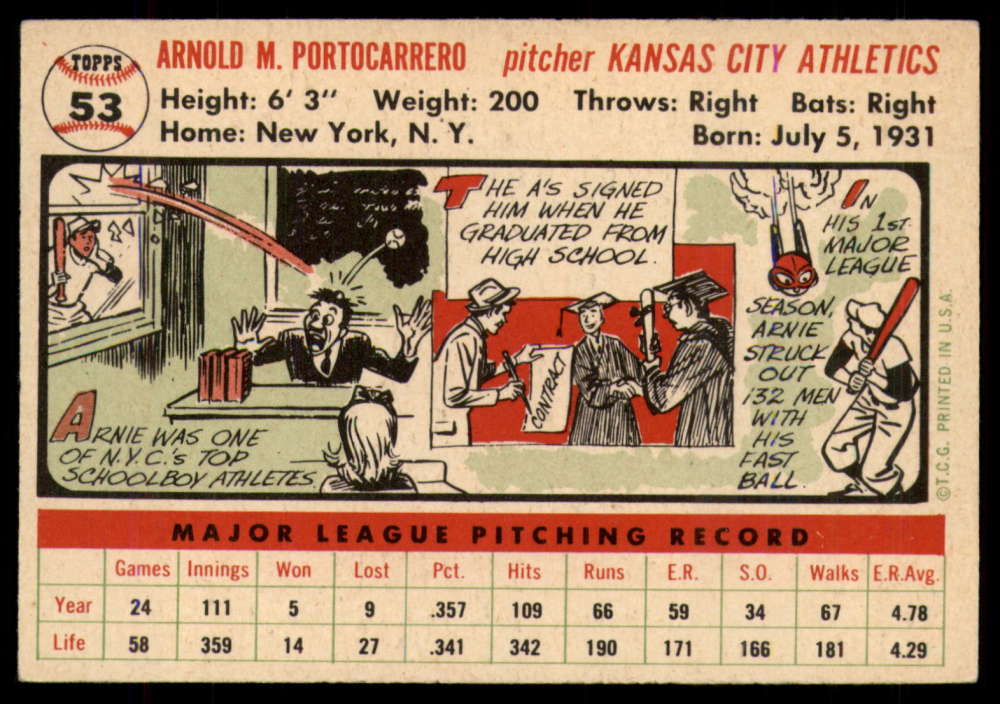 TOPPS
53
ARNOLD M. PORTOCARRERO pitcher KANSAS CITY ATHLETICS
Height: 6' 3" Weight: 200 Throws: Right Bats: Right
Home: New York, N. Y. Born: July 5, 1931
ARNIE WAS ONE
OF N.Y.C.'s TOP
SCHOOLBOY ATHLETES.
THE A'S SIGNED
HIM WHEN HE
GRADUATED FROM
HIGH SCHOOL.
CONTRACT
IN
HIS 1ST
MAJOR
LEAGUE
SEASON,
ARNIE
STRUCK
OUT
132 MEN
WITH
HIS
FAST
BALL.
©T.C.G. PRINTED IN U.S.A.
MAJOR LEAGUE PITCHING RECORD
Games Innings Won Lost Pct. Hits Runs E.R. S.O. Walks E.R.Avg.
Year 24 111 5 9 .357 109 66 59 34 67 4.78
Life 58 359 14 27 .341 342 190 171 166 181 4.29